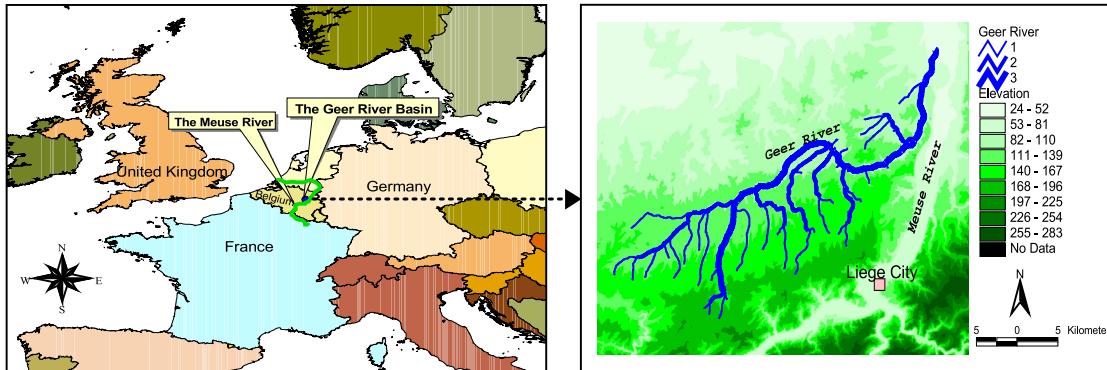 The Geer River Basin
The Meuse River
United Kingdom
Germany
Belgium
France
N
W
E
S
Geer River
Meuse River
Liege City
Geer River
1
2
3
Elevation
24 - 52
53 - 81
82 - 110
111 - 139
140 - 167
168 - 196
197 - 225
226 - 254
255 - 283
No Data
N
5 0 5 Kilomete